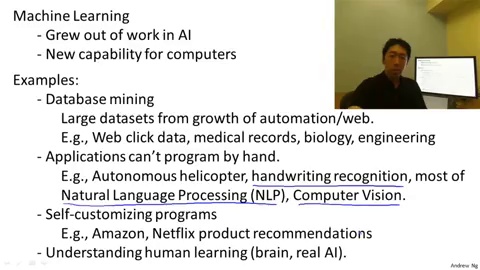 Machine Learning
- Grew out of work in AI
- New capability for computers
Examples:
- Database mining
Large datasets from growth of automation/web.
E.g., Web click data, medical records, biology, engineering
- Applications can’t program by hand.
E.g., Autonomous helicopter, handwriting recognition, most of
Natural Language Processing (NLP), Computer Vision.
- Self-customizing programs
E.g., Amazon, Netflix product recommendations
- Understanding human learning (brain, real AI).
Andrew Ng